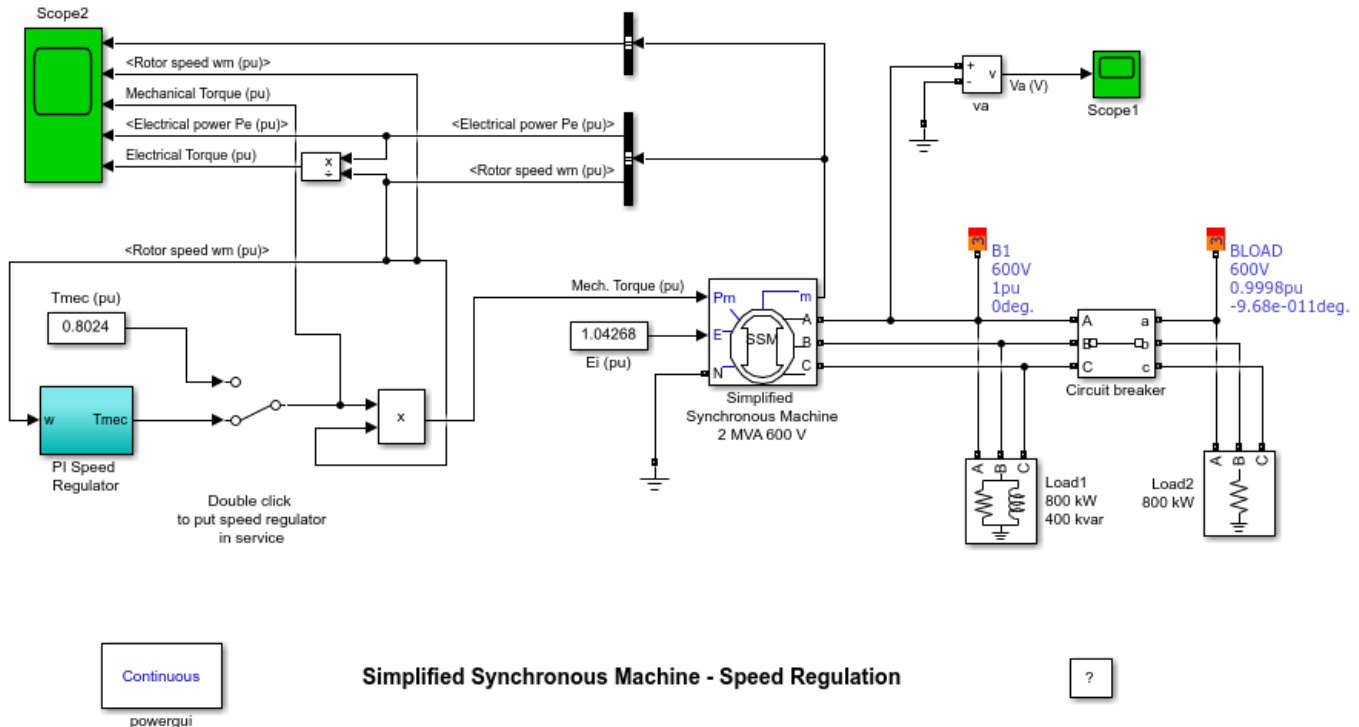 Scope2
<Rotor speed wm (pu)>
Mechanical Torque (pu)
<Electrical power Pe (pu)>
Electrical Torque (pu)
x
÷
<Electrical power Pe (pu)>
<Rotor speed wm (pu)>
+
-
v
va
Va (V)
Scope1
<Rotor speed wm (pu)>
Tmec (pu)
0.8024
w
Tmec
PI Speed
Regulator
Double click
to put speed regulator
in service
x
Mech. Torque (pu)
1.04268
Ei (pu)
Pm
m
E
N
SSM
A
B
C
Simplified
Synchronous Machine
2 MVA 600 V
3
B1
600V
1pu
0deg.
3
BLOAD
600V
0.9998pu
-9.68e-011deg.
A
a
B
b
C
c
Circuit breaker
A
B
C
Load1
800 kW
400 kvar
A
B
C
Load2
800 kW
Continuous
powergui
Simplified Synchronous Machine - Speed Regulation
?